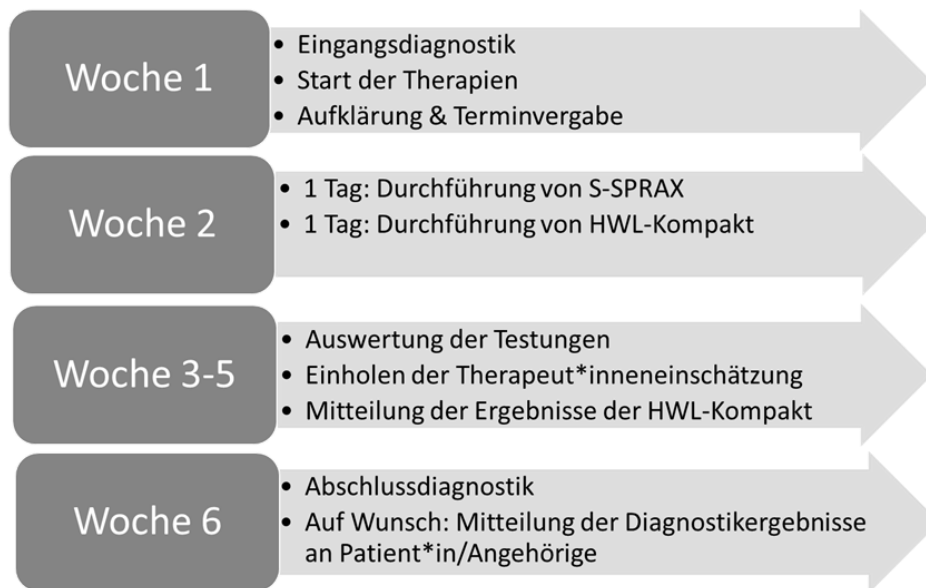 Woche 1
• Eingangsdiagnostik
• Start der Therapien
• Aufklärung & Terminvergabe
Woche 2
• 1 Tag: Durchführung von S-SPRAX
• 1 Tag: Durchführung von HWL-Kompakt
Woche 3-5
• Auswertung der Testungen
• Einholen der Therapeut*inneneinschätzung
• Mitteilung der Ergebnisse der HWL-Kompakt
Woche 6
• Abschlussdiagnostik
• Auf Wunsch: Mitteilung der Diagnostikergebnisse
an Patient*in/Angehörige